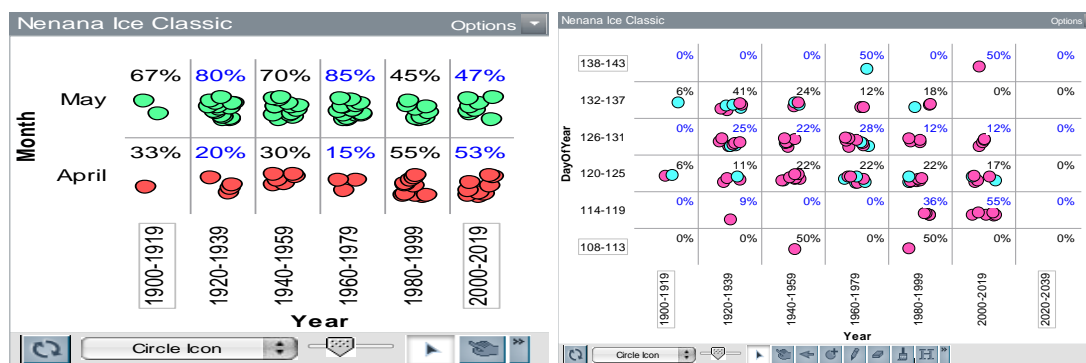 Nenana Ice Classic
Options
67% 80% 70% 85% 45% 47%
May
33% 20% 30% 15% 55% 53%
April
Month
1900-1919
1920-1939
1940-1959
1960-1979
1980-1999
2000-2019
Year
Circle Icon
»
Nenana Ice Classic
Options
138-143
0% 0% 0% 50% 0% 50% 0%
132-137
6% 41% 24% 12% 18% 0% 0%
126-131
0% 25% 22% 28% 12% 12% 0%
120-125
6% 11% 22% 22% 22% 17% 0%
114-119
0% 9% 0% 0% 36% 55% 0%
108-113
0% 0% 50% 0% 50% 0% 0%
DayOfYear
1900-1919
1920-1939
1940-1959
1960-1979
1980-1999
2000-2019
2020-2039
Year
Circle Icon
»